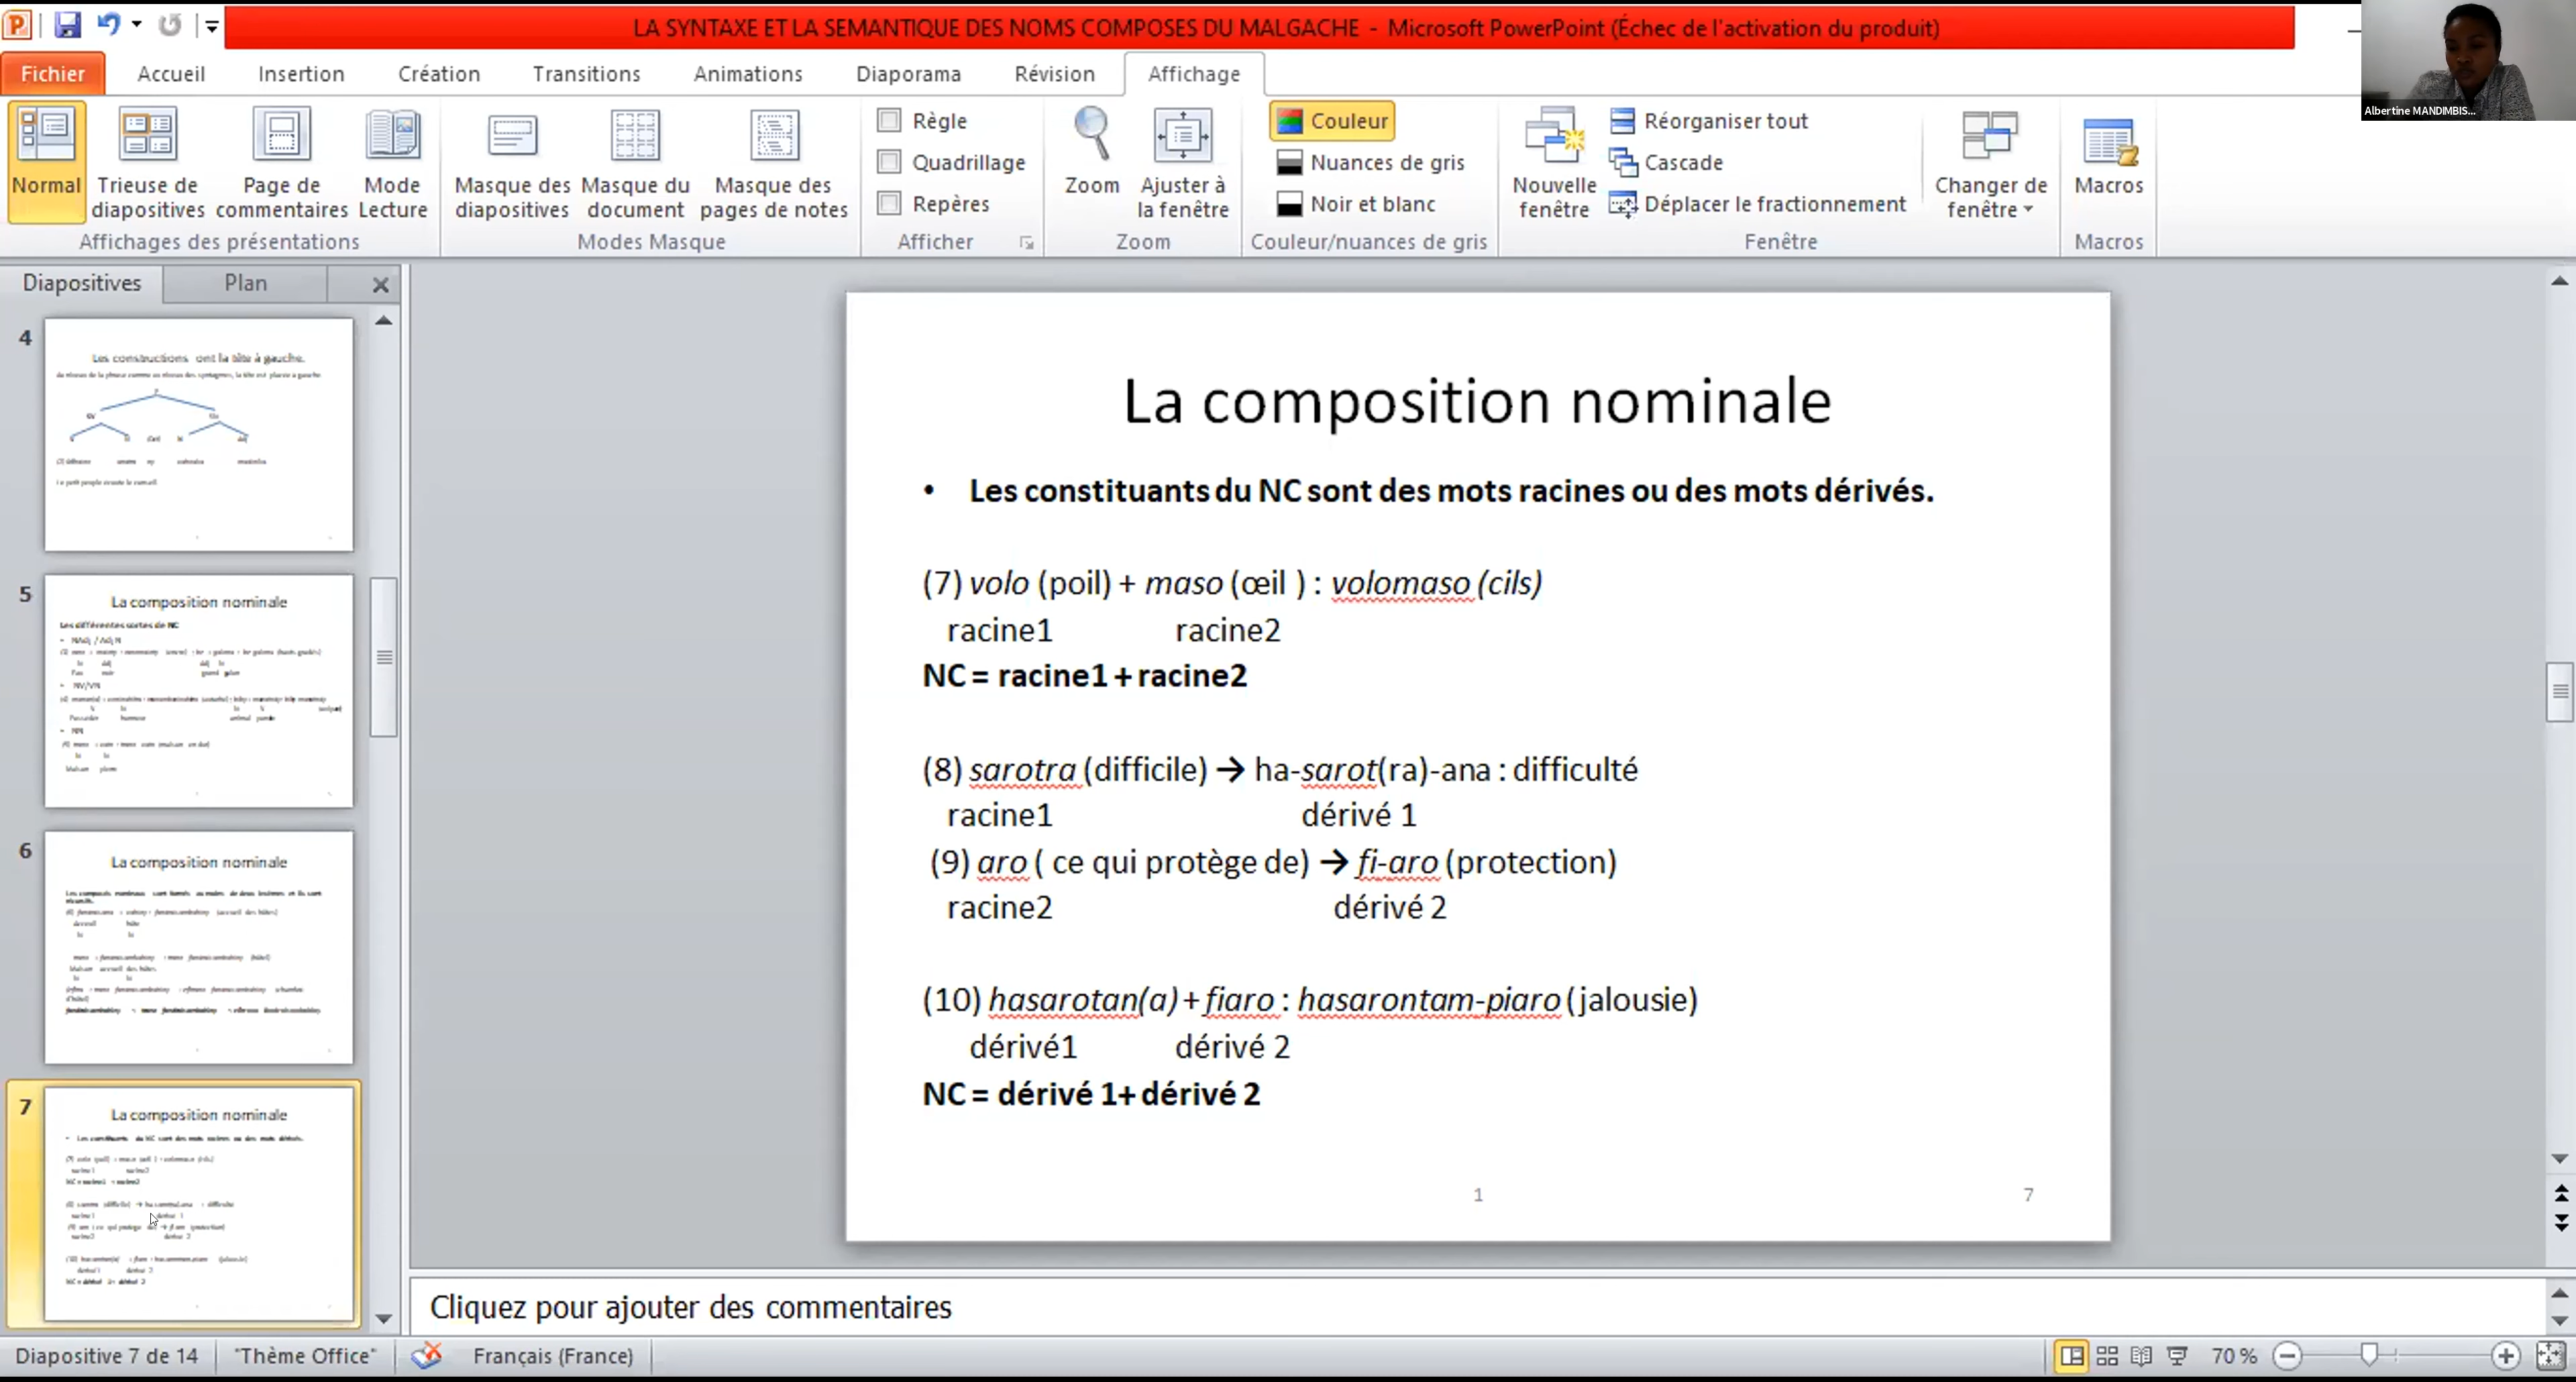 LA SYNTAXE ET LA SEMANTIQUE DES NOMS COMPOSES DU MALGACHE - Microsoft PowerPoint (Échec de l'activation du produit)
Fichier Accueil Insertion Création Transitions Animations Diaporama Révision Affichage
Albertine MANDIMBIS...
Normal
Trieuse de diapositives
Page de commentaires
Mode Lecture
Affichages des présentations
Masque des diapositives
Masque du document
Masque des pages de notes
Modes Masque
Règle
Quadrillage
Repères
Afficher
Zoom
Ajuster à la fenêtre
Zoom
Couleur
Nuances de gris
Noir et blanc
Couleur/nuances de gris
Nouvelle fenêtre
Réorganiser tout
Cascade
Déplacer le fractionnement
Changer de fenêtre
Fenêtre
Macros
Macros
Diapositives Plan
4
Les constructions ont la tête à gauche.
5
La composition nominale
Les différentes sortes de NC
6
La composition nominale
7
La composition nominale
La composition nominale
• Les constituants du NC sont des mots racines ou des mots dérivés.
(7) volo (poil) + maso (œil ) : volomaso (cils)
racine1 racine2
NC = racine1 + racine2
(8) sarotra (difficile) → ha-sarot(ra)-ana : difficulté
racine1 dérivé 1
(9) aro ( ce qui protège de) → fi-aro (protection)
racine2 dérivé 2
(10) hasarotan(a) + fiaro : hasarontam-piaro (jalousie)
dérivé1 dérivé 2
NC = dérivé 1+ dérivé 2
1 7
Cliquez pour ajouter des commentaires
Diapositive 7 de 14 "Thème Office" Français (France) 70 %